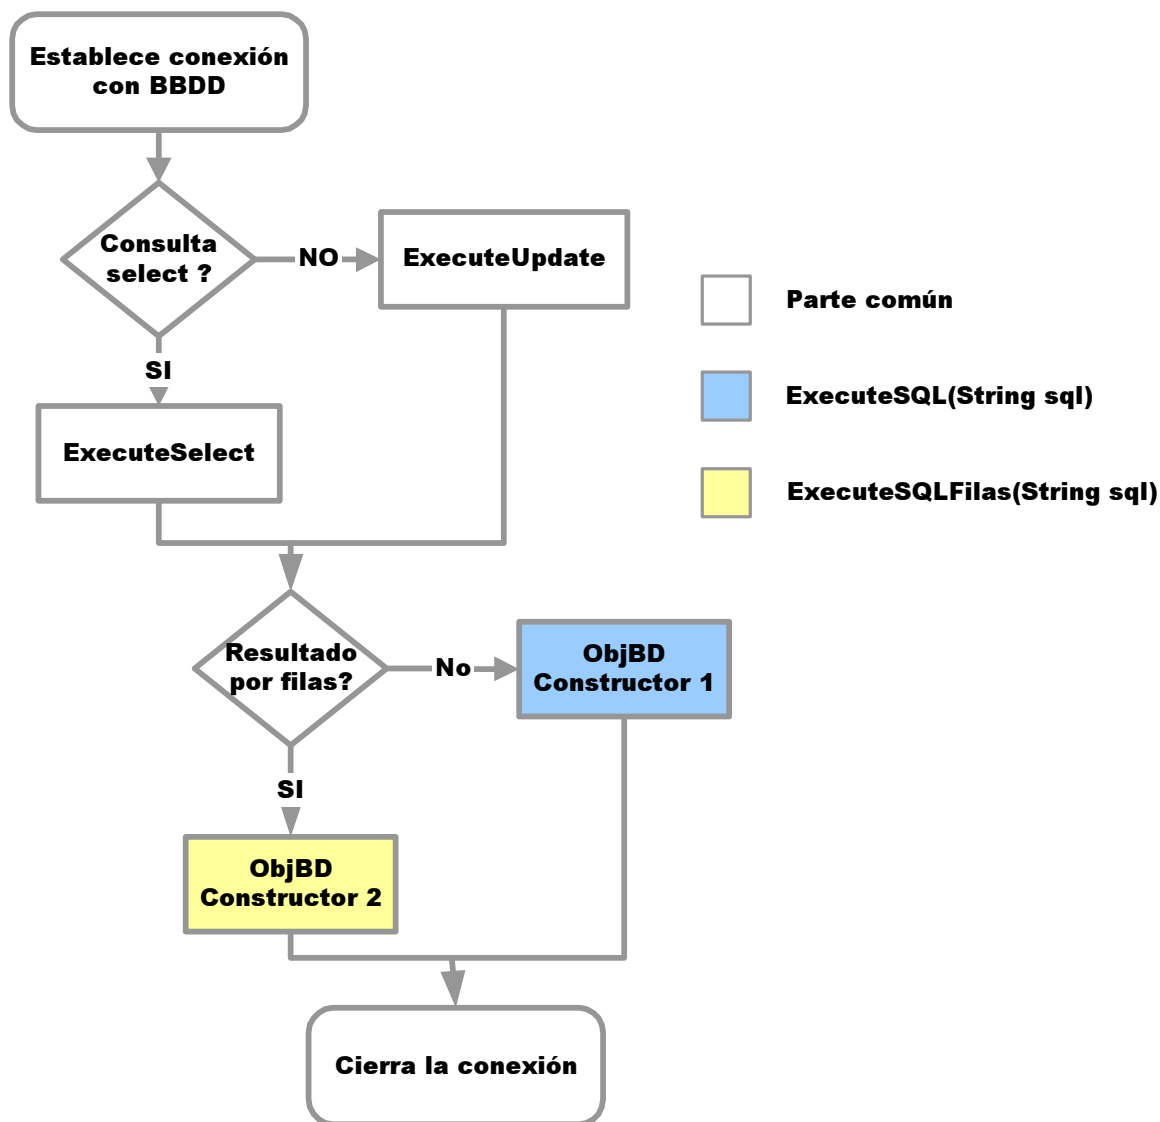 Establece conexión
con BBDD
Consulta
select ?
NO
ExecuteUpdate
SI
ExecuteSelect
Parte común
ExecuteSQL(String sql)
ExecuteSQLFilas(String sql)
Resultado
por filas?
No
ObjBD
Constructor 1
SI
ObjBD
Constructor 2
Cierra la conexión